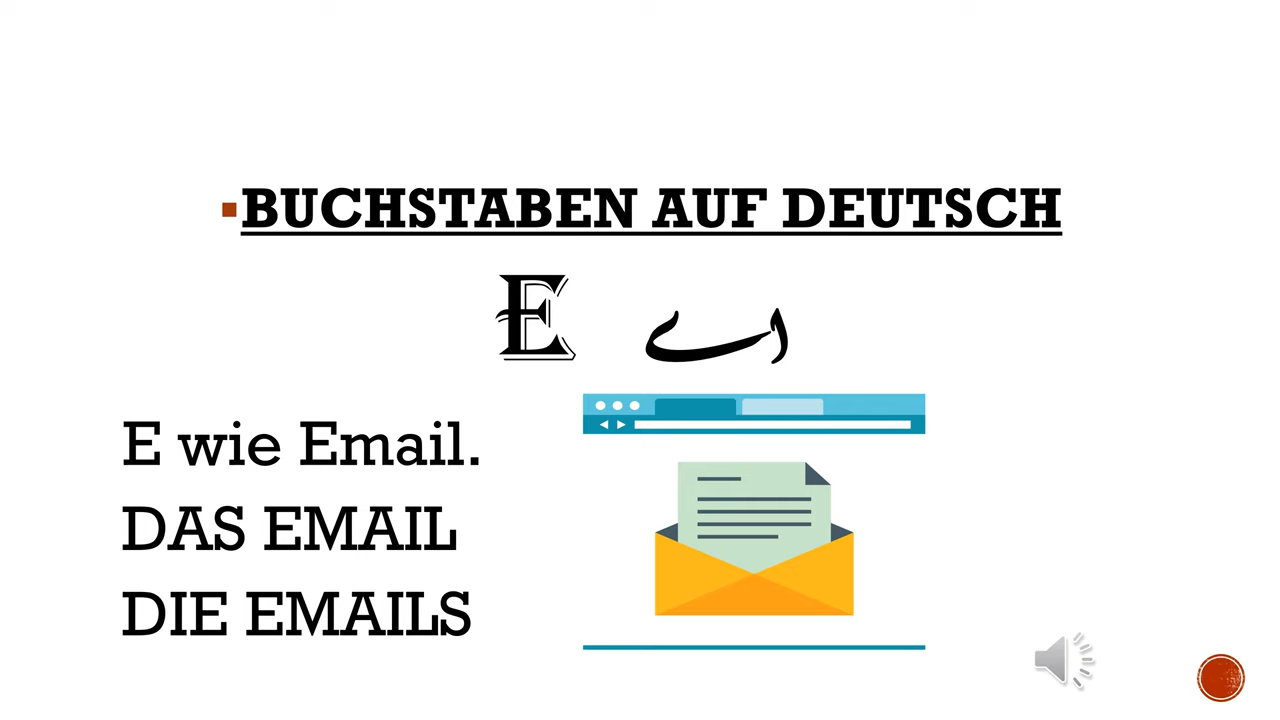 BUCHSTABEN AUF DEUTSCH
E اے
E wie Email.
DAS EMAIL
DIE EMAILS